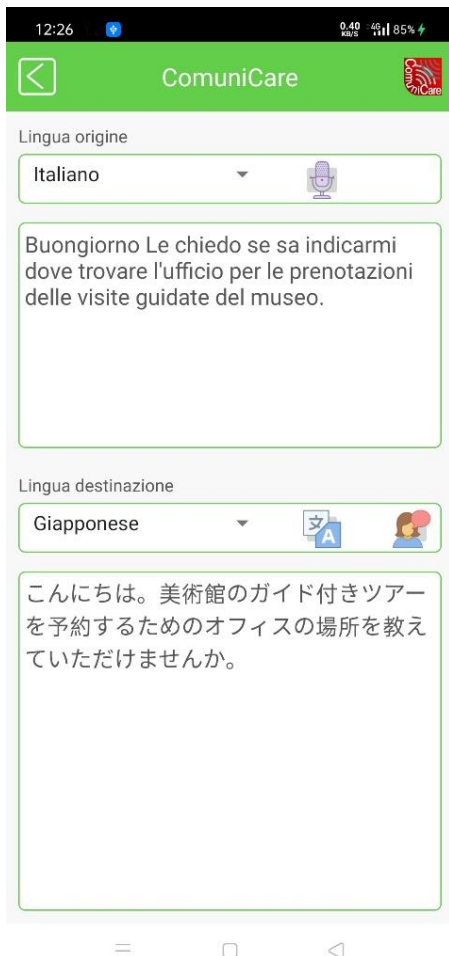 12:26
0.40 KB/S 4G 85%
ComuniCare
ComuniCare
Lingua origine
Italiano
Buongiorno Le chiedo se sa indicarmi
dove trovare l'ufficio per le prenotazioni
delle visite guidate del museo.
Lingua destinazione
Giapponese
文A
こんにちは。美術館のガイド付きツアー
を予約するためのオフィスの場所を教え
ていただけませんか。